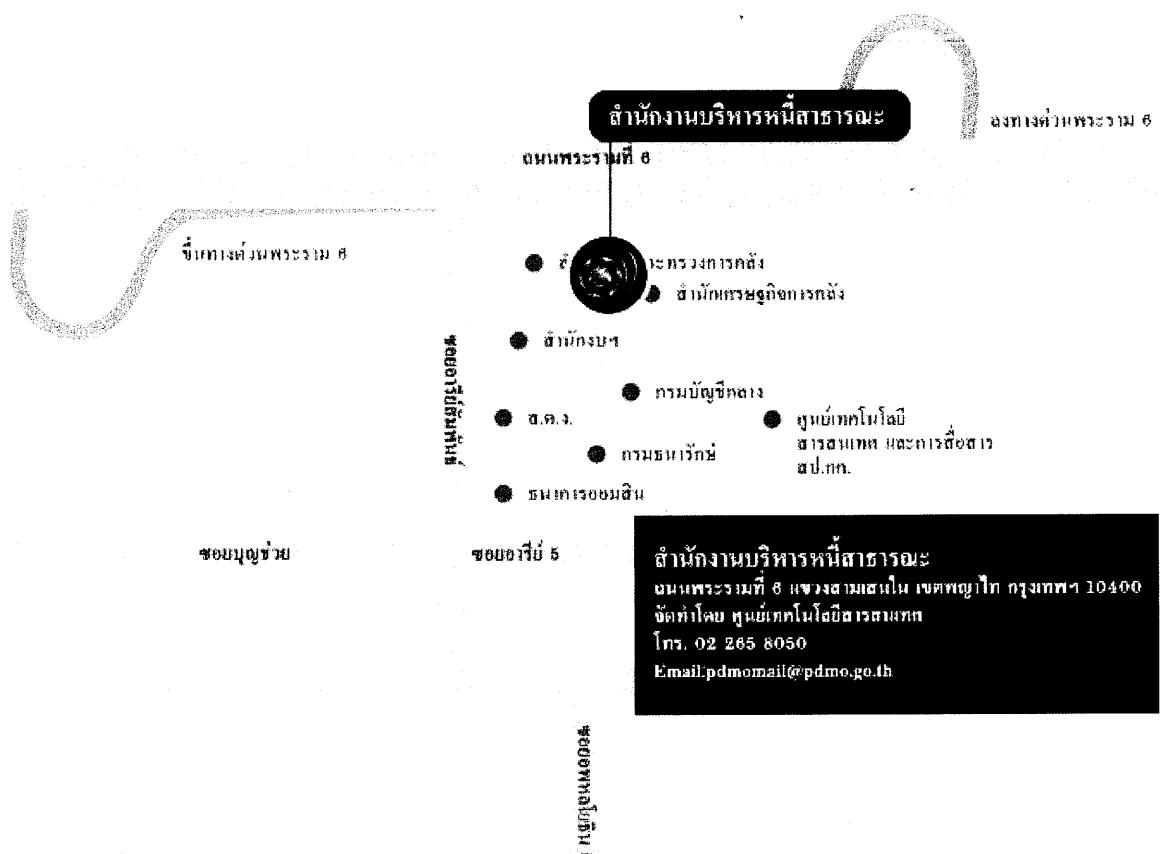 สำนักงานบริหารหนี้สาธารณะ
ลงทางด่วนพระราม 6
ถนนพระรามที่ 6
ขึ้นทางด่วนพระราม 6
กระทรวงการคลัง
สำนักเศรษฐกิจการคลัง
สำนักงบฯ
ซอยอารีย์สัมพันธ์
กรมบัญชีกลาง
ส.ต.ง.
ศูนย์เทคโนโลยี
สารสนเทศ และการสื่อสาร
สป.กค.
กรมธนารักษ์
ธนาคารออมสิน
ซอยบุญช่วย
ซอยอารีย์ 5
สำนักงานบริหารหนี้สาธารณะ
ถนนพระรามที่ 6 แขวงสามเสนใน เขตพญาไท กรุงเทพฯ 10400
จัดทำโดย ศูนย์เทคโนโลยีสารสนเทศ
โทร. 02 265 8050
Email:pdmomail@pdmo.go.th